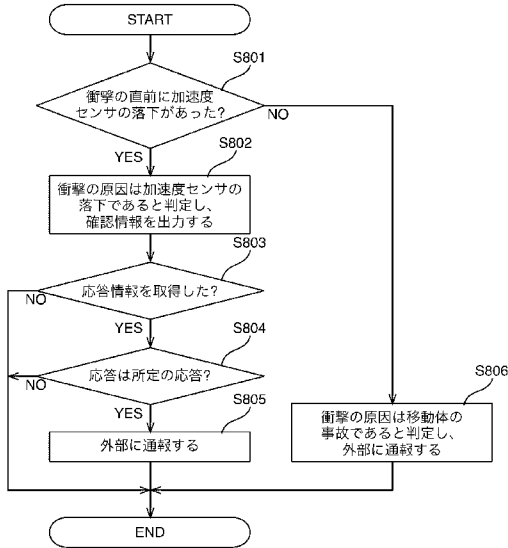 START
S801
衝撃の直前に加速度
センサの落下があった?
NO
YES
S802
衝撃の原因は加速度センサの
落下であると判定し、
確認情報を出力する
S803
応答情報を取得した?
NO
YES
S804
応答は所定の応答?
NO
YES
S805
外部に通報する
S806
衝撃の原因は移動体の
事故であると判定し、
外部に通報する
END